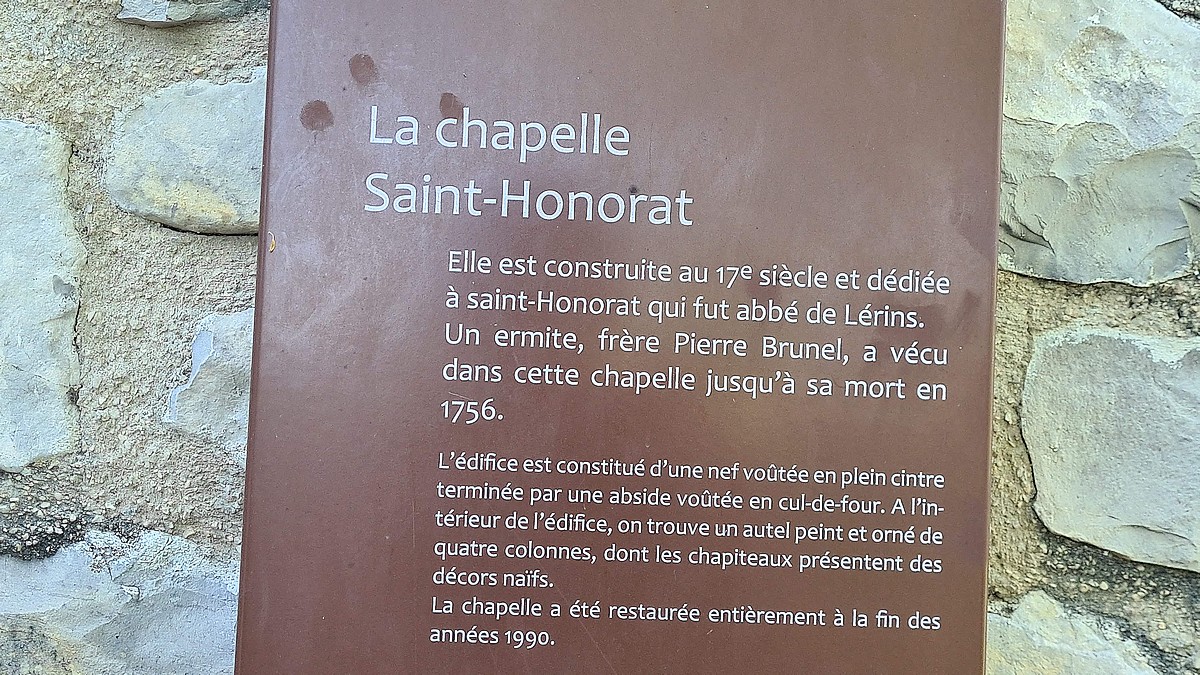 La chapelle
Saint-Honorat
Elle est construite au 17e siècle et dédiée
à saint-Honorat qui fut abbé de Lérins.
Un ermite, frère Pierre Brunel, a vécu
dans cette chapelle jusqu'à sa mort en
1756.
L'édifice est constitué d'une nef voûtée en plein cintre
terminée par une abside voûtée en cul-de-four. A l'in-
térieur de l'édifice, on trouve un autel peint et orné de
quatre colonnes, dont les chapiteaux présentent des
décors naïfs.
La chapelle a été restaurée entièrement à la fin des
années 1990.